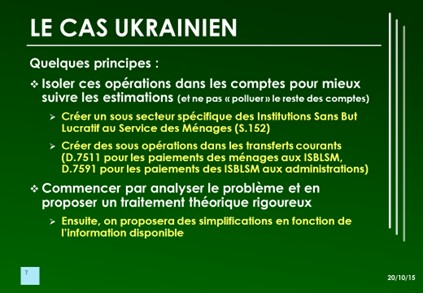 LE CAS UKRAINIEN
Quelques principes :
❖ Isoler ces opérations dans les comptes pour mieux
suivre les estimations (et ne pas « polluer » le reste des comptes)
➢ Créer un sous secteur spécifique des Institutions Sans But
Lucratif au Service des Ménages (S.152)
➢ Créer des sous opérations dans les transferts courants
(D.7511 pour les paiements des ménages aux ISBLSM,
D.7591 pour les paiements des ISBLSM aux administrations)
❖ Commencer par analyser le problème et en
proposer un traitement théorique rigoureux
➢ Ensuite, on proposera des simplifications en fonction de
l'information disponible
7
20/10/15